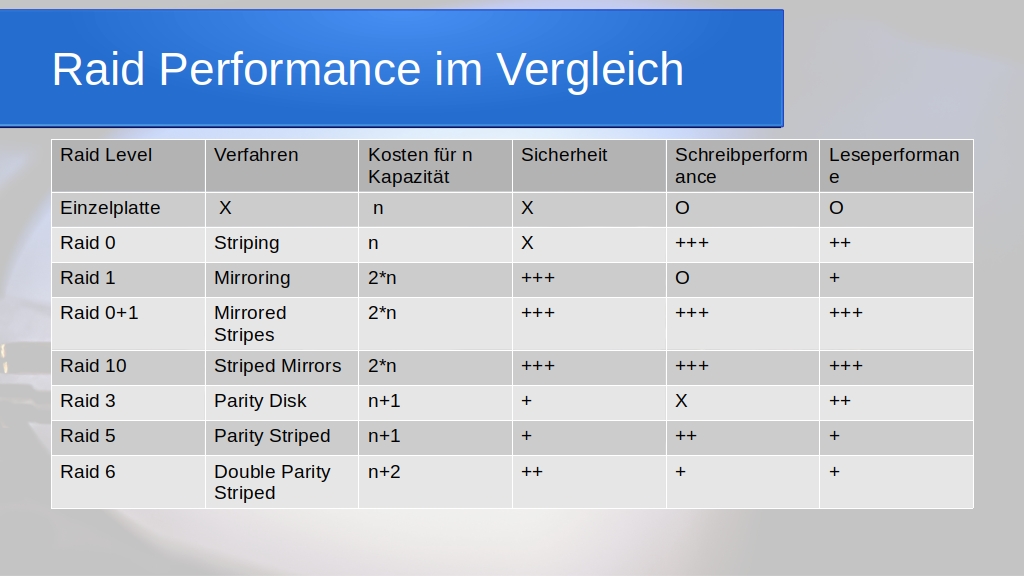 Raid Performance im Vergleich
Raid Level Verfahren Kosten für n Kapazität Sicherheit Schreibperformance Leseperformane
Einzelplatte X n X O O
Raid 0 Striping n X +++ ++
Raid 1 Mirroring 2*n +++ O +
Raid 0+1 Mirrored Stripes 2*n +++ +++ +++
Raid 10 Striped Mirrors 2*n +++ +++ +++
Raid 3 Parity Disk n+1 + X ++
Raid 5 Parity Striped n+1 + ++ +
Raid 6 Double Parity Striped n+2 ++ + +